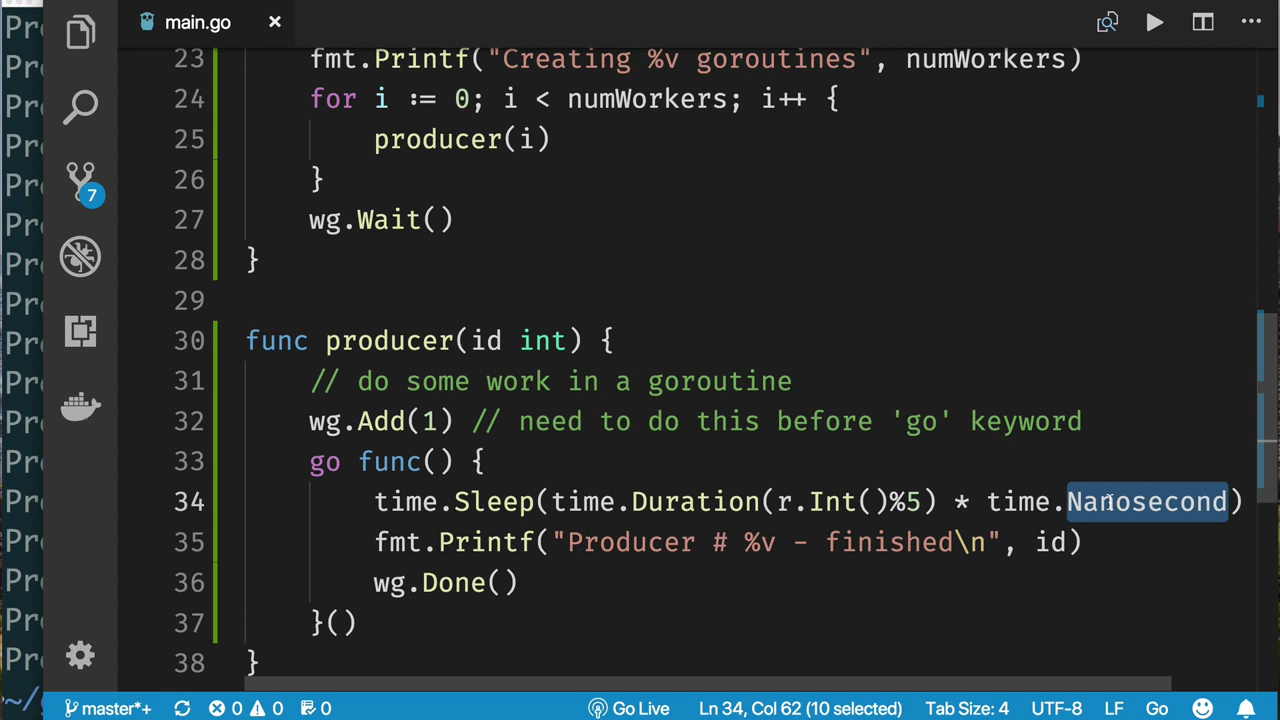 main.go
23 fmt.Printf("Creating %v goroutines", numWorkers)
24 for i := 0; i < numWorkers; i++ {
25 producer(i)
26 }
27 wg.Wait()
28 }
29
30 func producer(id int) {
31 // do some work in a goroutine
32 wg.Add(1) // need to do this before 'go' keyword
33 go func() {
34 time.Sleep(time.Duration(r.Int()%5) * time.Nanosecond)
35 fmt.Printf("Producer # %v - finished\n", id)
36 wg.Done()
37 }()
38 }
7
master*+ 0 0 0 Go Live Ln 34, Col 62 (10 selected) Tab Size: 4 UTF-8 LF Go